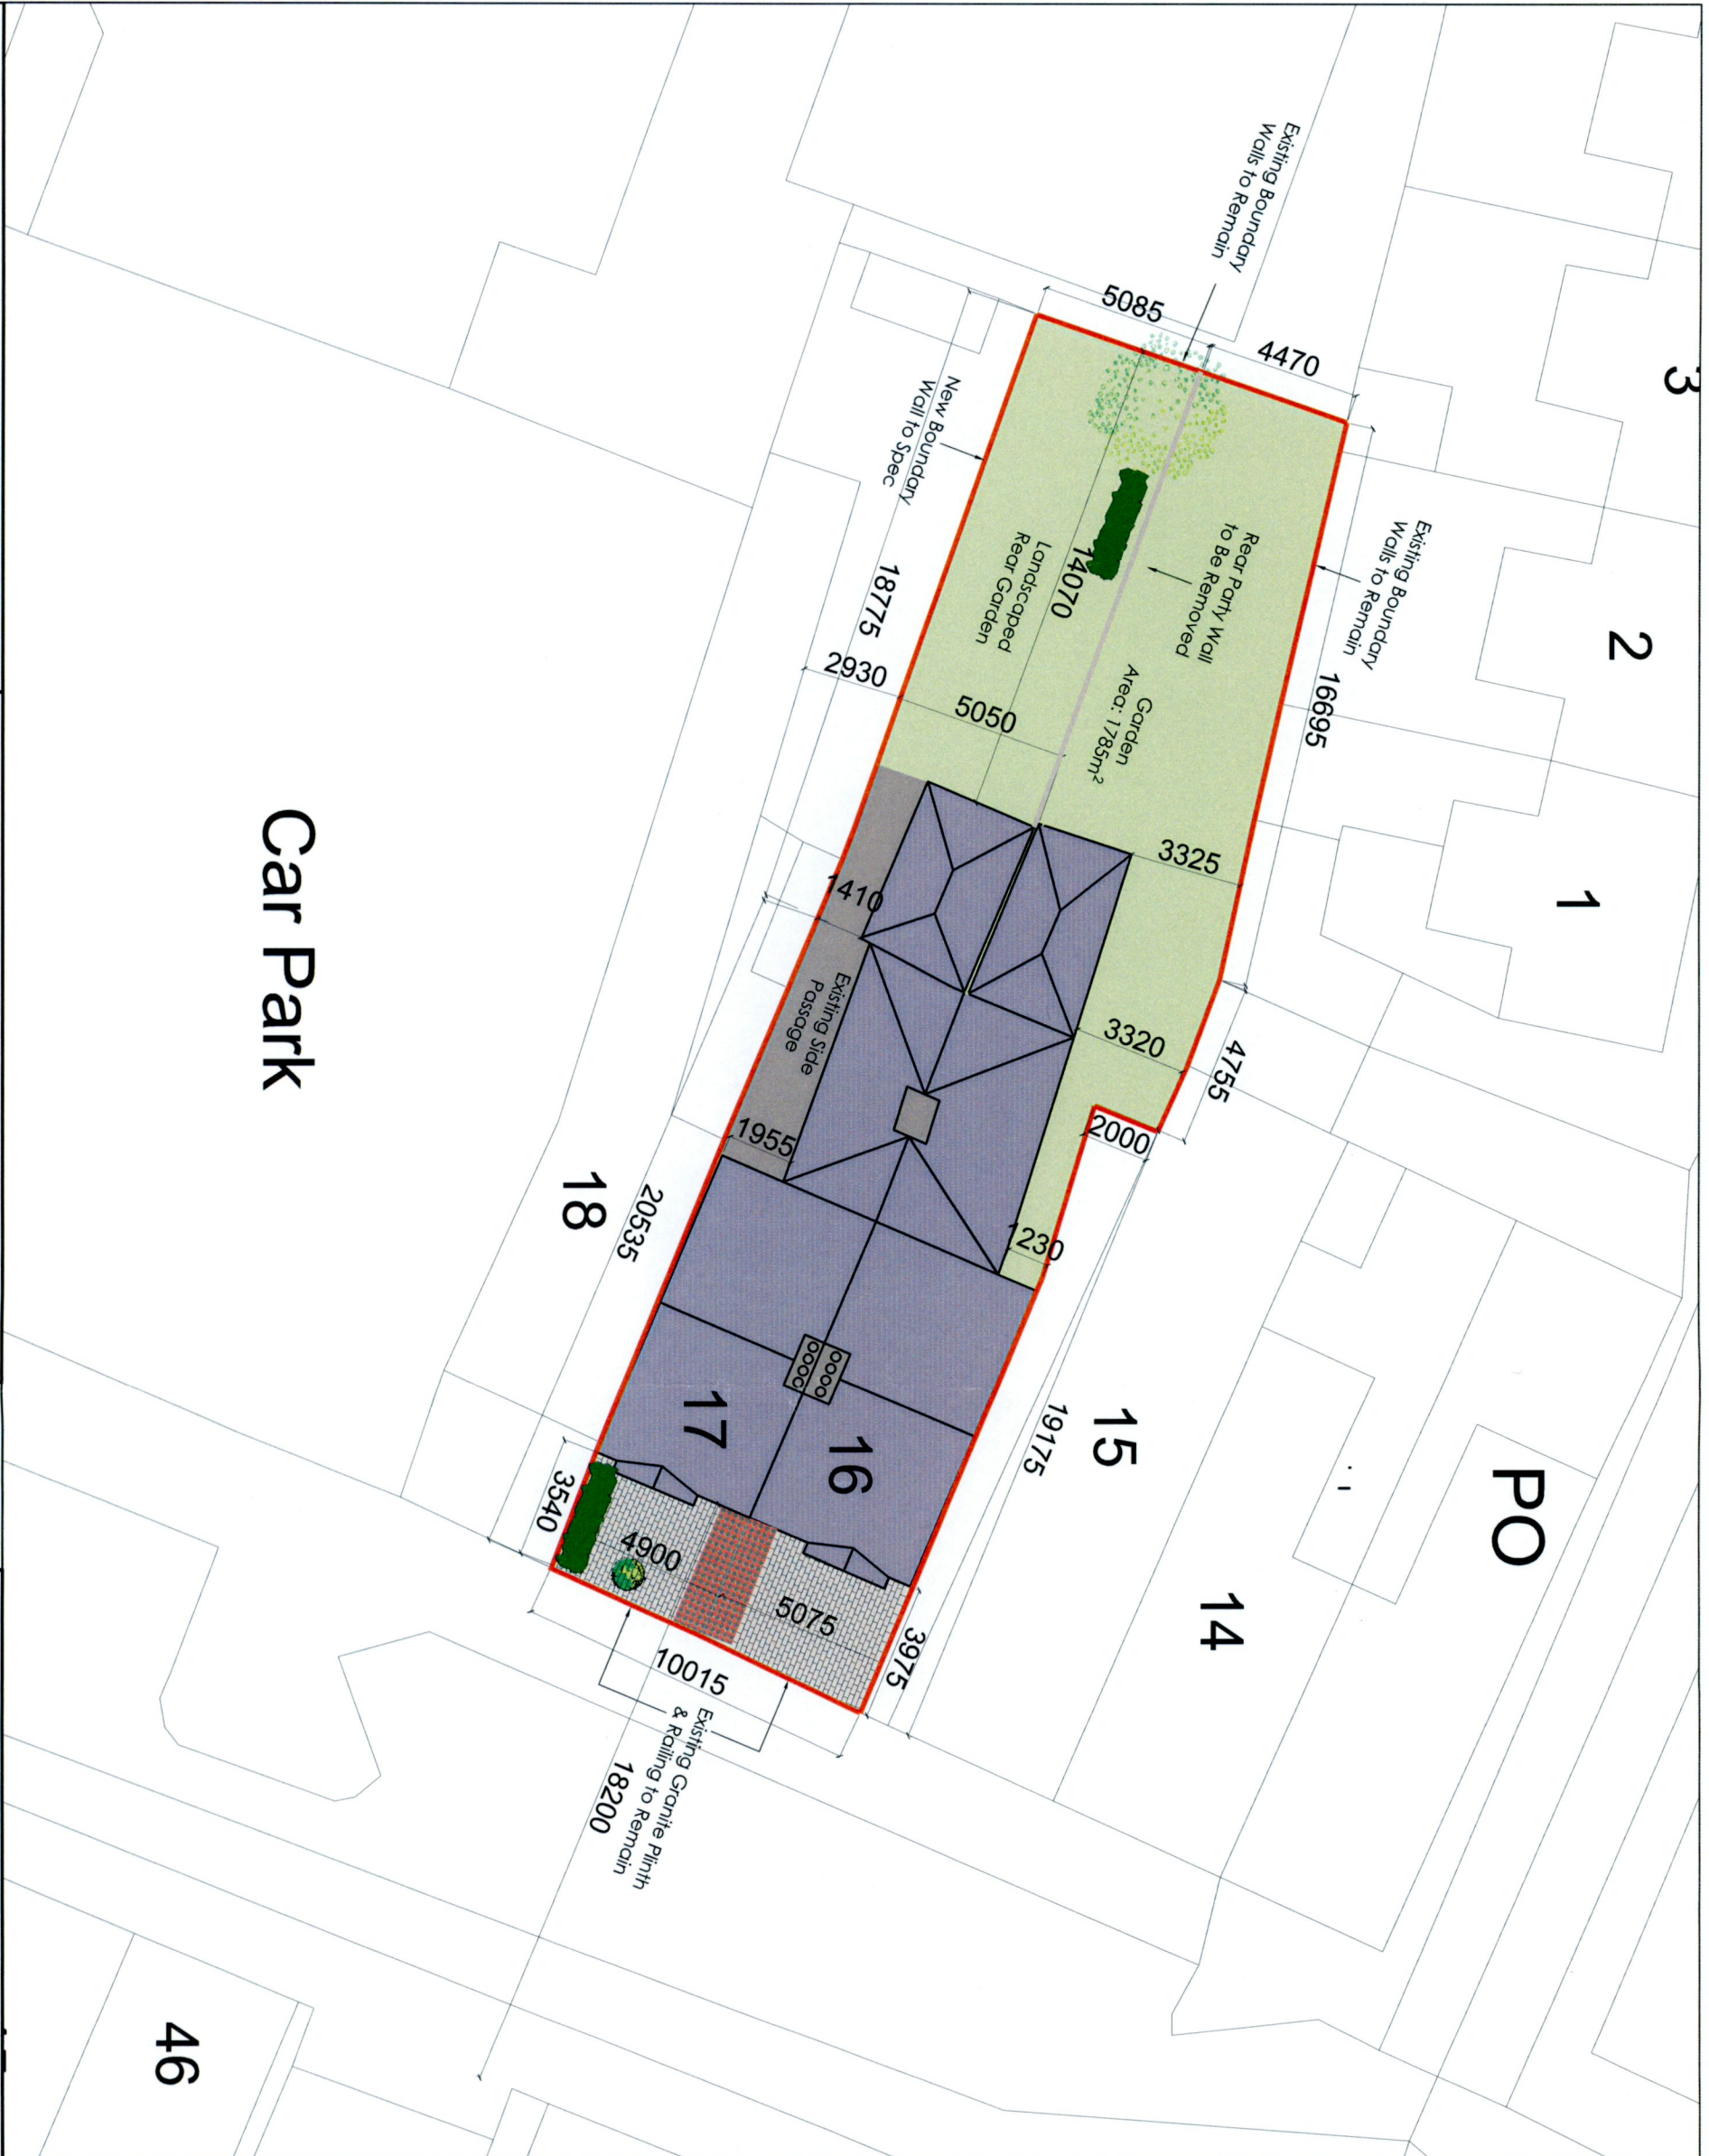 3
2
1
PO
14
15
16
17
18
46
Car Park
Existing Boundary
Walls to Remain
5085
4470
New Boundary
Wall to Spec
Existing Boundary
Walls to Remain
Rear Party Wall
to Be Removed
Landscaped
Rear Garden
14070
Garden
Area: 1785m²
16695
18775
2930
5050
3325
1410
Existing Side
Passage
3320
4755
2000
1955
1230
20535
19175
3540
4900
5075
3975
10015
Existing Granite Plinth
& Railing to Remain
18200